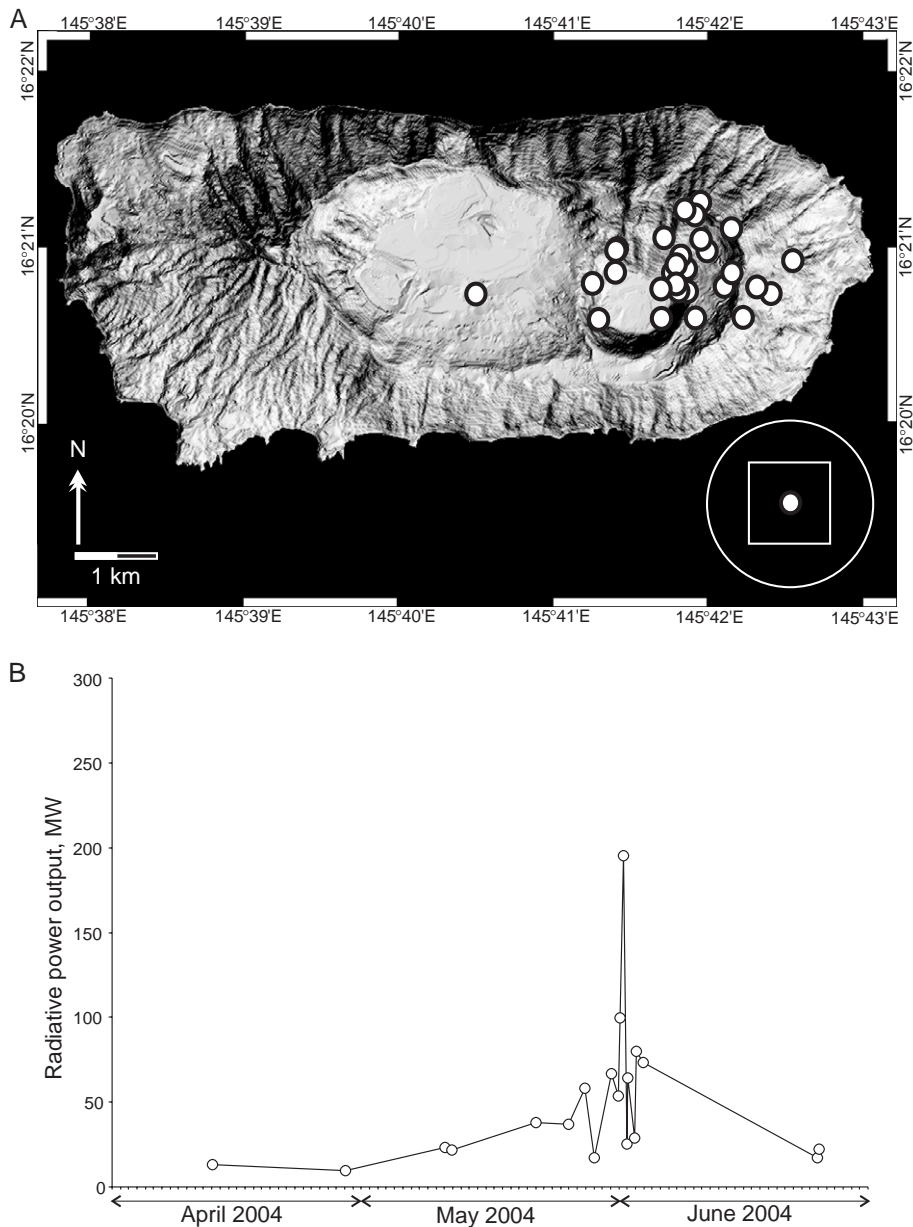 A
145°38'E 145°39'E 145°40'E 145°41'E 145°42'E 145°43'E
16°22'N 16°22'N
16°21'N 16°21'N
16°20'N 16°20'N
N
1 km
145°38'E 145°39'E 145°40'E 145°41'E 145°42'E 145°43'E
B
Radiative power output, MW
300
250
200
150
100
50
0
April 2004 May 2004 June 2004